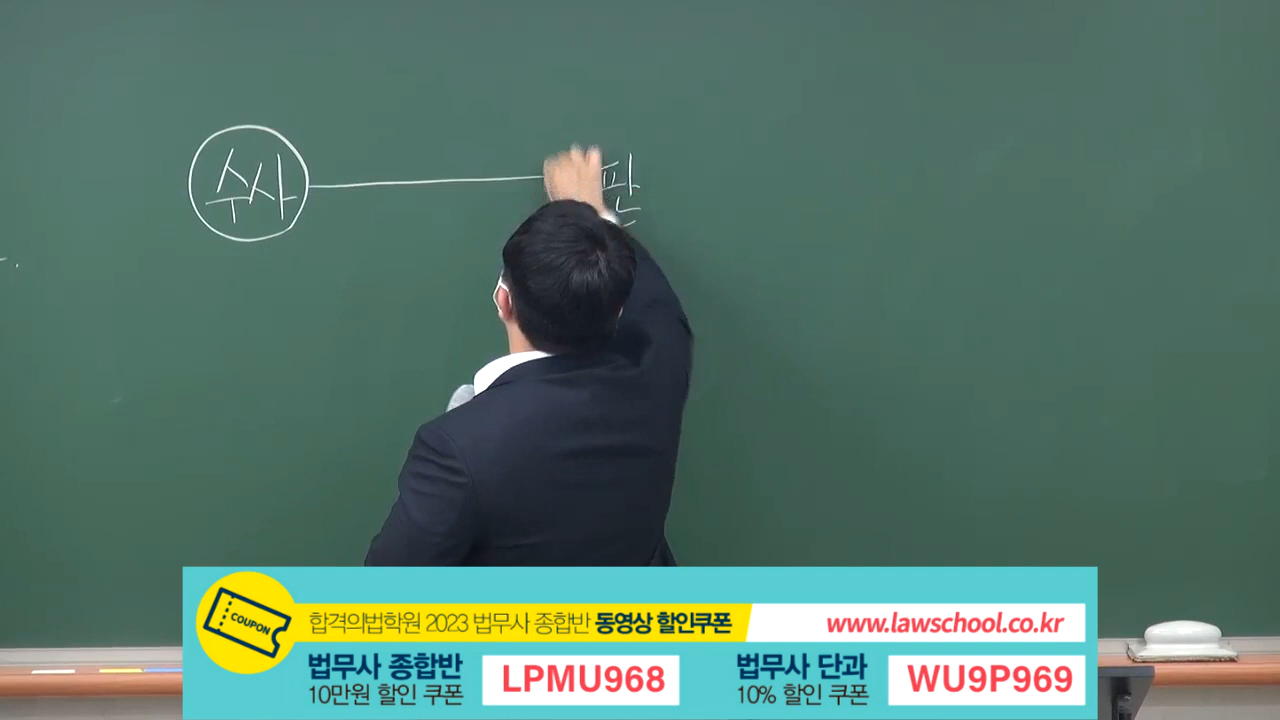 수사
판
COUPON
합격의법학원 2023 법무사 종합반 동영상 할인쿠폰
www.lawschool.co.kr
법무사 종합반
10만원 할인 쿠폰
LPMU968
법무사 단과
10% 할인 쿠폰
WU9P969